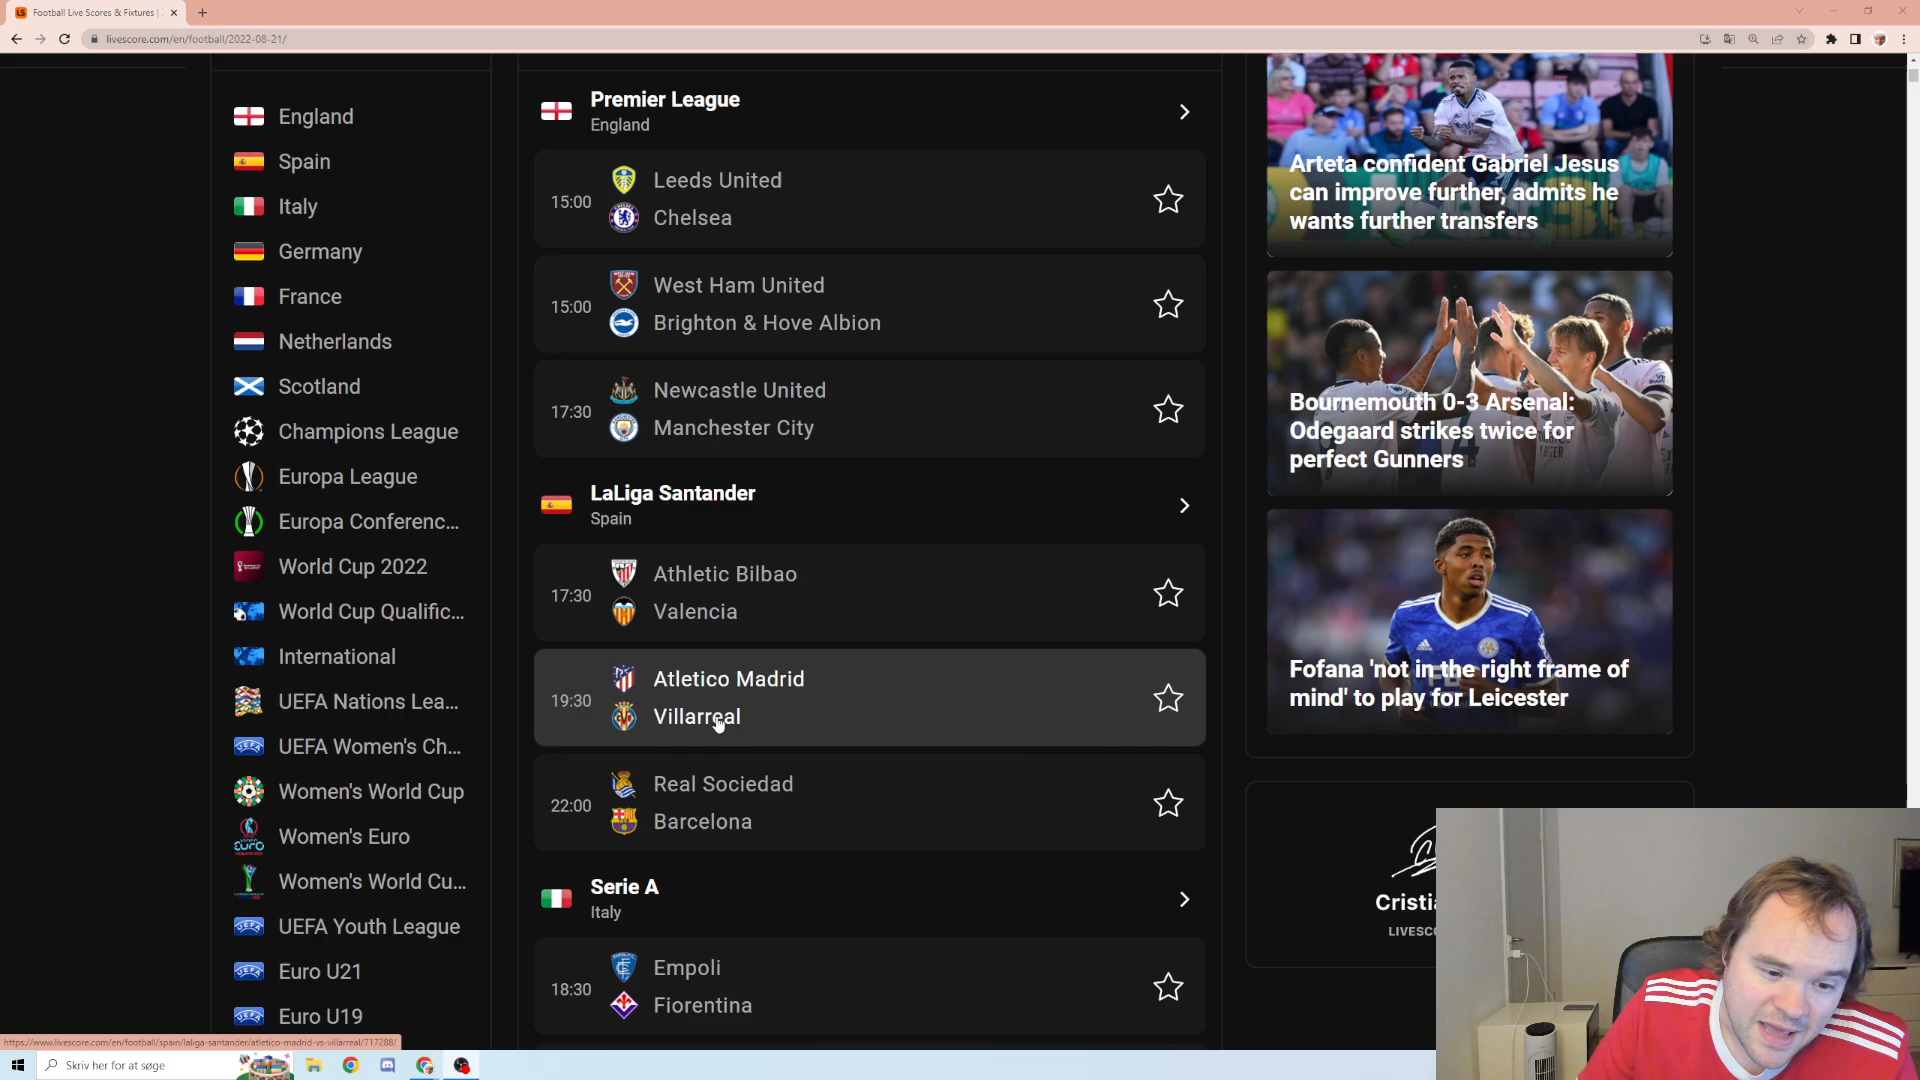 Football Live Scores & Fixtures |
livescore.com/en/football/2022-08-21/
England
Spain
Italy
Germany
France
Netherlands
Scotland
Champions League
Europa League
Europa Conferenc...
World Cup 2022
World Cup Qualific...
International
UEFA Nations Lea...
UEFA Women's Ch...
Women's World Cup
Women's Euro
Women's World Cu...
UEFA Youth League
Euro U21
Euro U19
Premier League
England
15:00
Leeds United
Chelsea
15:00
West Ham United
Brighton & Hove Albion
17:30
Newcastle United
Manchester City
LaLiga Santander
Spain
17:30
Athletic Bilbao
Valencia
19:30
Atletico Madrid
Villarreal
22:00
Real Sociedad
Barcelona
Serie A
Italy
18:30
Empoli
Fiorentina
Arteta confident Gabriel Jesus
can improve further, admits he
wants further transfers
Bournemouth 0-3 Arsenal:
Odegaard strikes twice for
perfect Gunners
Fofana 'not in the right frame of
mind' to play for Leicester
Cristia
LIVESC
https://www.livescore.com/en/football/spain/laliga-santander/atletico-madrid-vs-villarreal/717288/
Skriv her for at søge